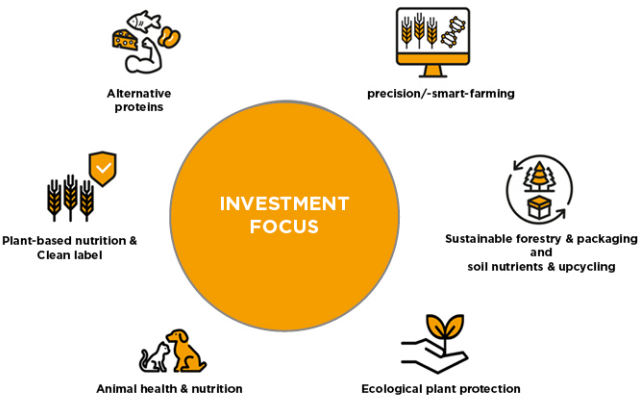 Alternative
proteins
precision/-smart-farming
INVESTMENT
FOCUS
Plant-based nutrition &
Clean label
Sustainable forestry & packaging
and
soil nutrients & upcycling
Animal health & nutrition
Ecological plant protection